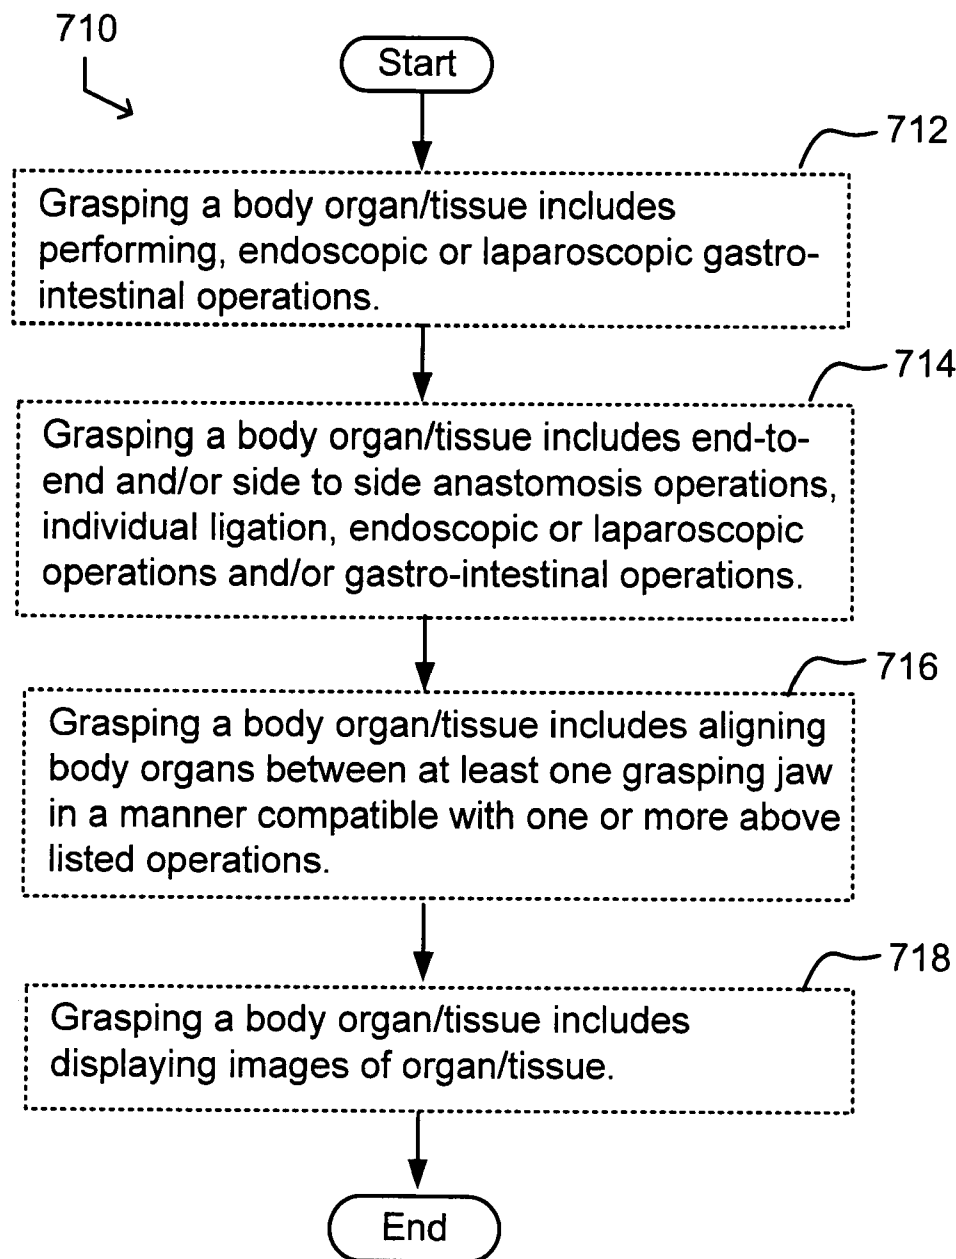 710
Start
712
Grasping a body organ/tissue includes
performing, endoscopic or laparoscopic gastro-
intestinal operations.
714
Grasping a body organ/tissue includes end-to-
end and/or side to side anastomosis operations,
individual ligation, endoscopic or laparoscopic
operations and/or gastro-intestinal operations.
716
Grasping a body organ/tissue includes aligning
body organs between at least one grasping jaw
in a manner compatible with one or more above
listed operations.
718
Grasping a body organ/tissue includes
displaying images of organ/tissue.
End